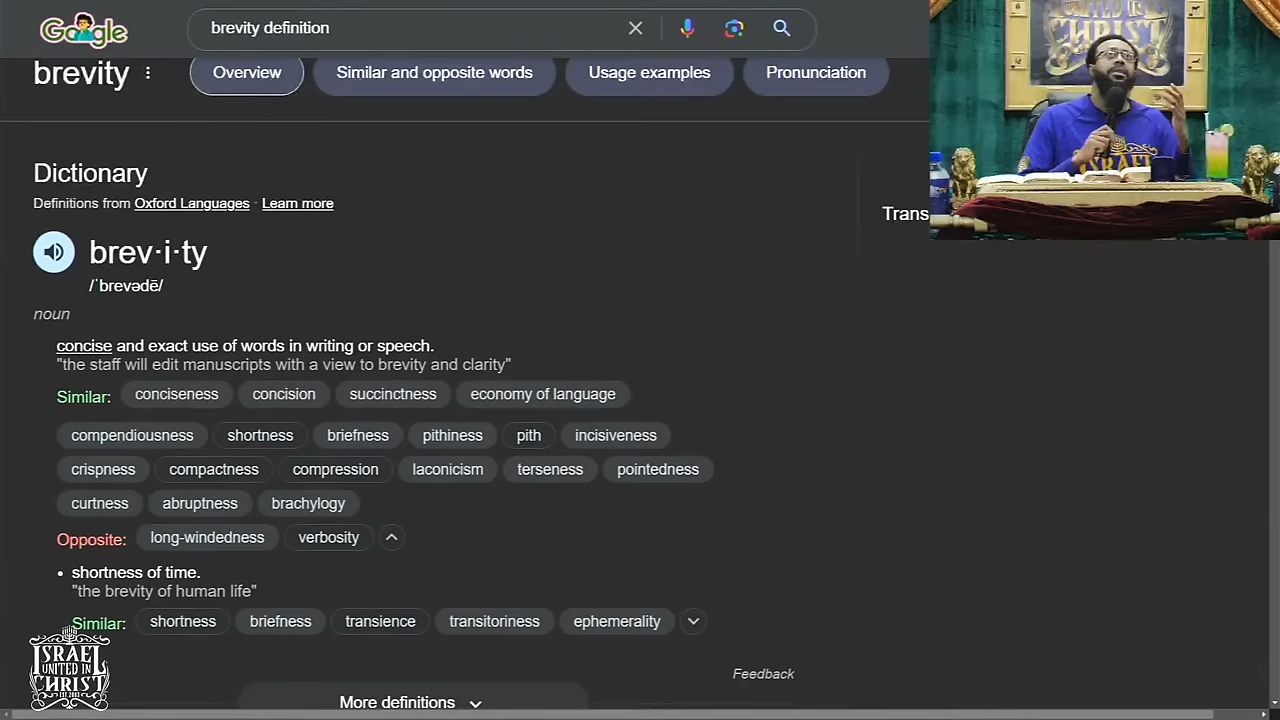 Google
brevity definition
brevity
Overview
Similar and opposite words
Usage examples
Pronunciation
Dictionary
Definitions from Oxford Languages · Learn more
brev·i·ty
/ˈbrevədē/
noun
concise and exact use of words in writing or speech.
"the staff will edit manuscripts with a view to brevity and clarity"
Similar: conciseness concision succinctness economy of language
compendiousness shortness briefness pithiness pith incisiveness
crispness compactness compression laconicism terseness pointedness
curtness abruptness brachylogy
Opposite: long-windedness verbosity
• shortness of time.
"the brevity of human life"
Similar: shortness briefness transience transitoriness ephemerality
Feedback
More definitions
Trans
UNITED IN
CHRIST
ISRAEL
ISRAEL
UNITED IN
CHRIST